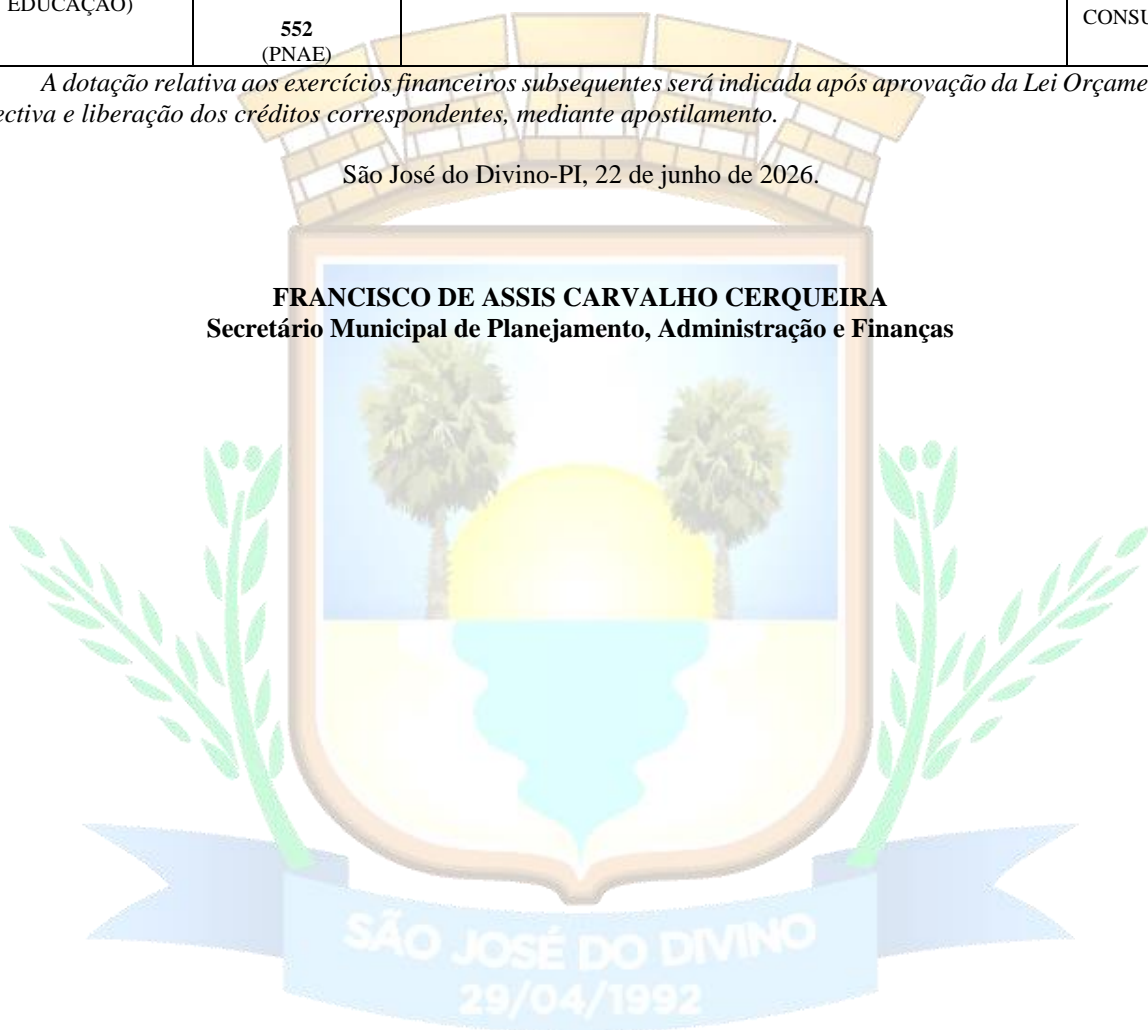 EDUCAÇÃO)
552
(PNAE)
CONSU
A dotação relativa aos exercícios financeiros subsequentes será indicada após aprovação da Lei Orçame
ectiva e liberação dos créditos correspondentes, mediante apostilamento.
São José do Divino-PI, 22 de junho de 2026.
FRANCISCO DE ASSIS CARVALHO CERQUEIRA
Secretário Municipal de Planejamento, Administração e Finanças
SÃO JOSÉ DO DIVINO
29/04/1992